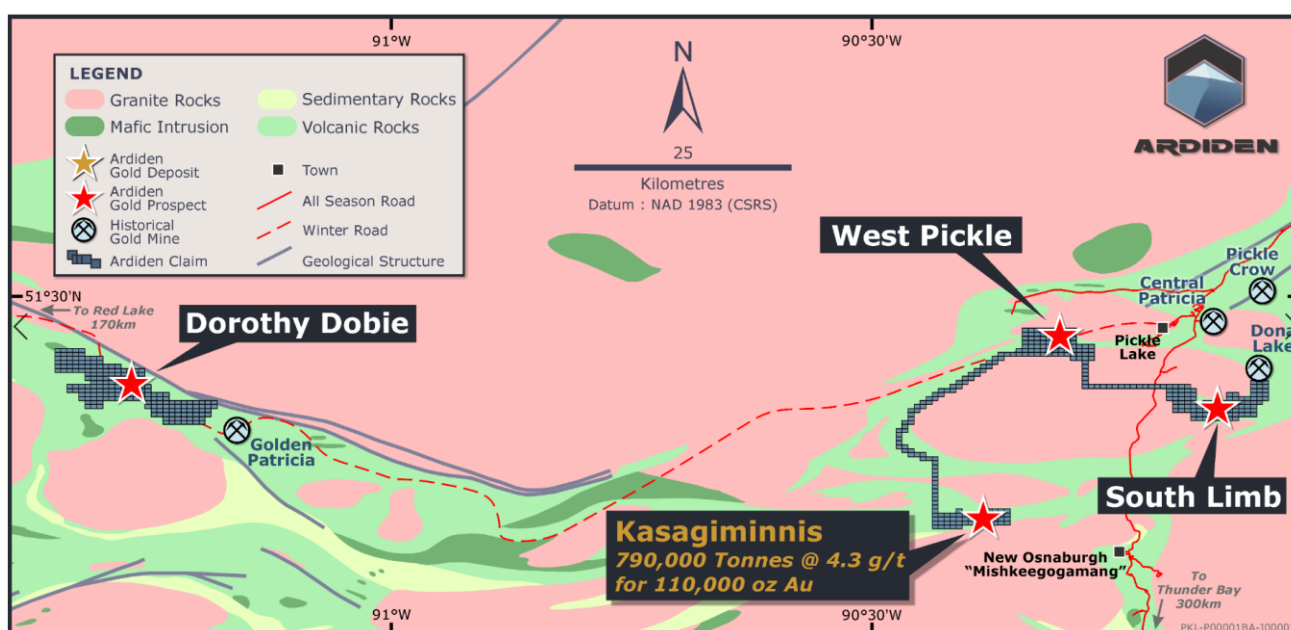 91°W
90°30'W
LEGEND
Granite Rocks
Sedimentary Rocks
Mafic Intrusion
Volcanic Rocks
Ardiden
Gold Deposit
Town
Ardiden
Gold Prospect
All Season Road
Historical
Gold Mine
Winter Road
Ardiden Claim
Geological Structure
N
25
Kilometres
Datum : NAD 1983 (CSRS)
ARDIDEN
West Pickle
Pickle
Crow
Central
Patricia
51°30'N
To Red Lake
170km
Dorothy Dobie
Pickle
Lake
Dona
Lake
Golden
Patricia
South Limb
Kasagiminnis
790,000 Tonnes @ 4.3 g/t
for 110,000 oz Au
New Osnaburgh
"Mishkeegogamang"
To
Thunder Bay
300km
91°W
90°30'W